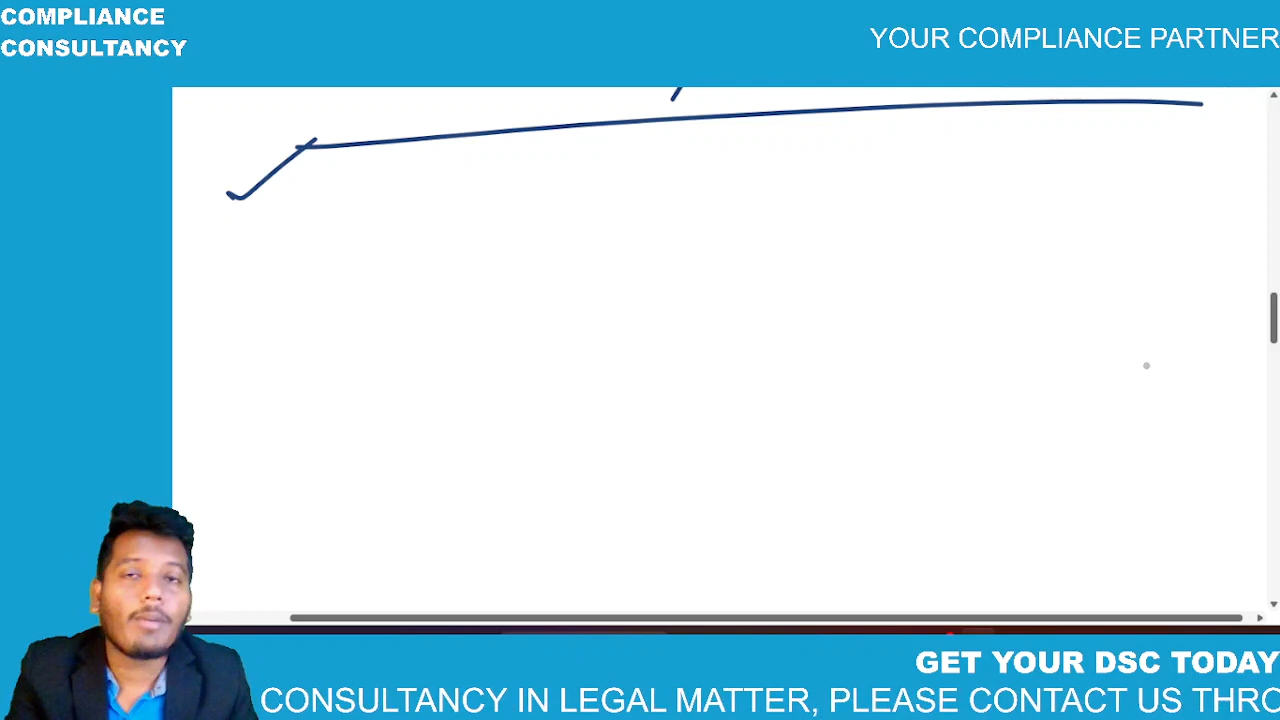 COMPLIANCE
CONSULTANCY
YOUR COMPLIANCE PARTNER
GET YOUR DSC TODAY
CONSULTANCY IN LEGAL MATTER, PLEASE CONTACT US THRO